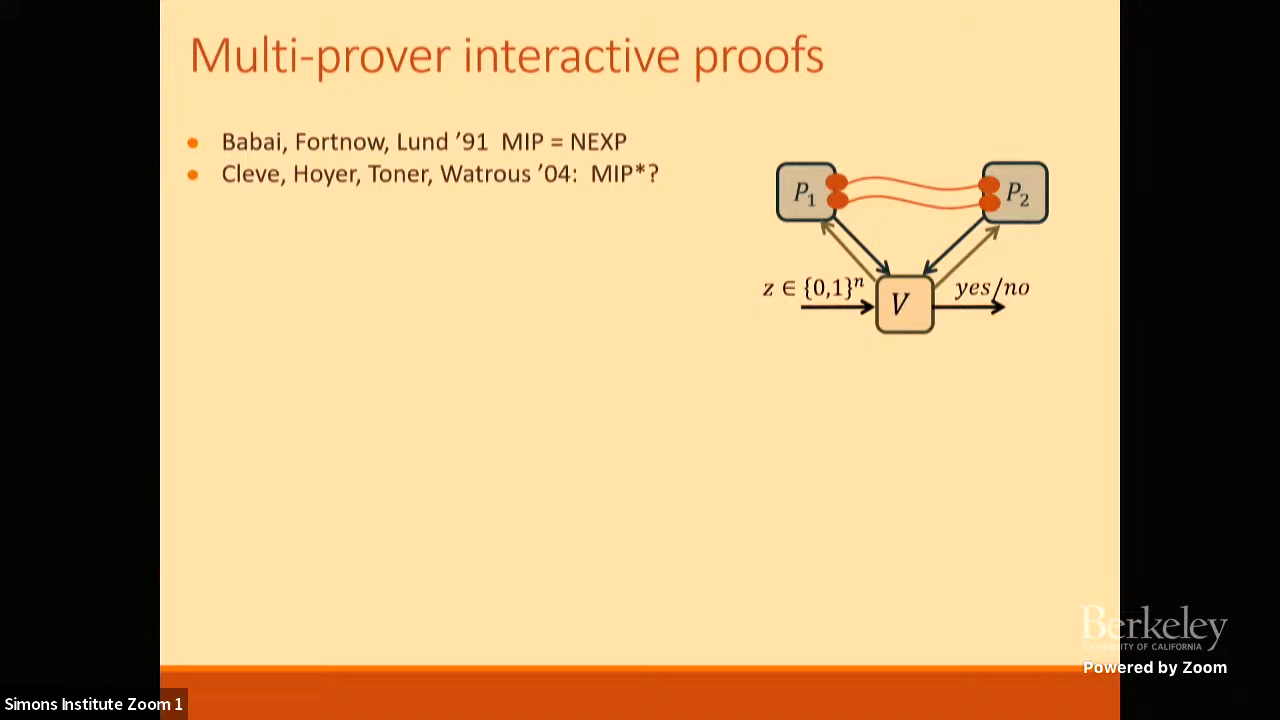 Multi-prover interactive proofs
Babai, Fortnow, Lund ’91 MIP = NEXP
Cleve, Hoyer, Toner, Watrous ’04: MIP*?
P₁
P₂
z ∈ {0,1}ⁿ
V
yes/no
Berkeley
UNIVERSITY OF CALIFORNIA
Powered by Zoom
Simons Institute Zoom 1